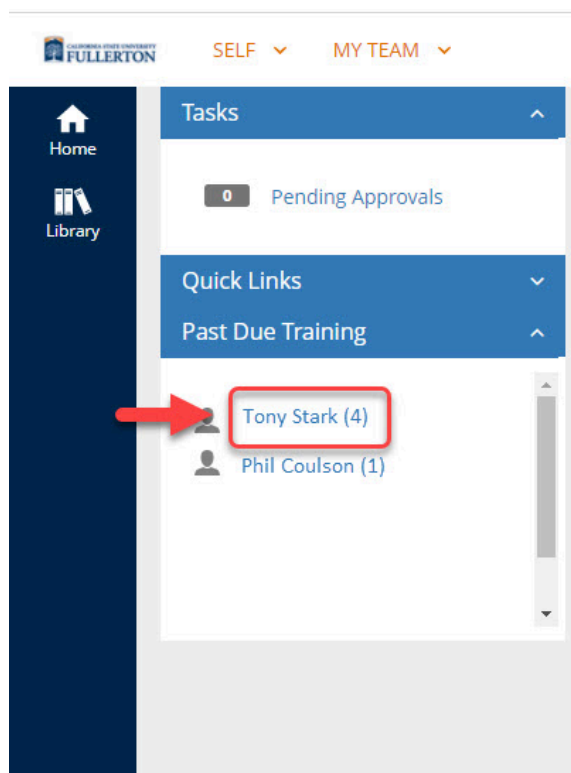 CALIFORNIA STATE UNIVERSITY
FULLERTON
SELF
MY TEAM
Home
Library
Tasks
0 Pending Approvals
Quick Links
Past Due Training
Tony Stark (4)
Phil Coulson (1)